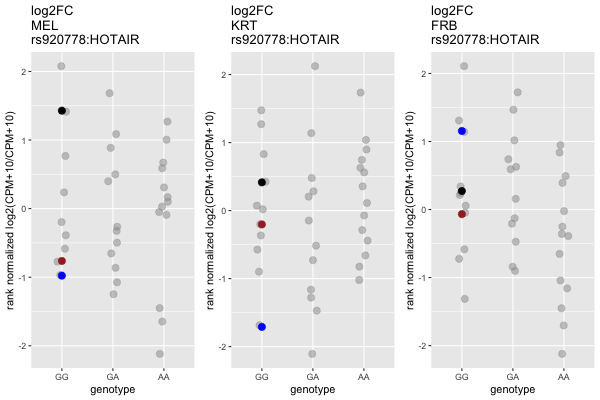 log2FC
MEL
rs920778:HOTAIR
rank normalized log2(CPM+10/CPM+10)
2
1
0
-1
-2
GG GA AA
genotype
log2FC
KRT
rs920778:HOTAIR
rank normalized log2(CPM+10/CPM+10)
2
1
0
-1
-2
GG GA AA
genotype
log2FC
FRB
rs920778:HOTAIR
rank normalized log2(CPM+10/CPM+10)
2
1
0
-1
-2
GG GA AA
genotype